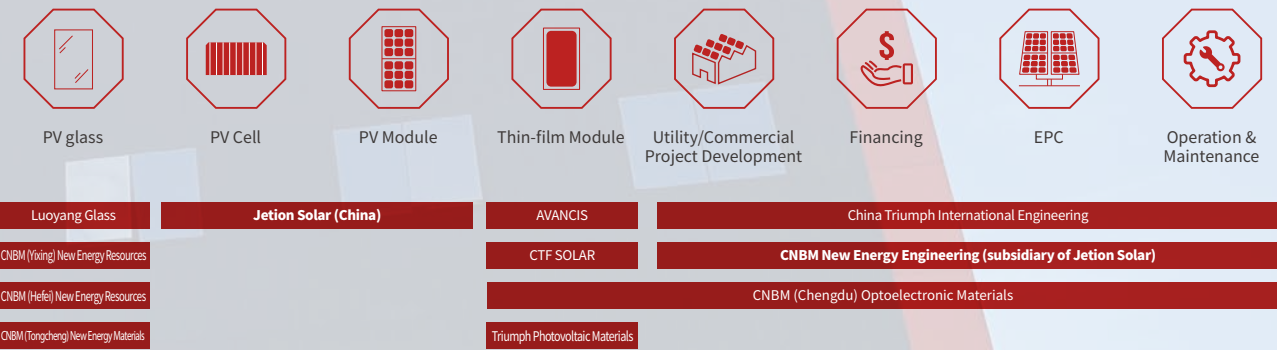 $
PV glass
PV Cell
PV Module
Thin-film Module
Utility/Commercial
Project Development
Financing
EPC
Operation &
Maintenance
Luoyang Glass
Jetion Solar (China)
AVANCIS
China Triumph International Engineering
CNBM (Yixing) New Energy Resources
CTF SOLAR
CNBM New Energy Engineering (subsidiary of Jetion Solar)
CNBM (Hefei) New Energy Resources
CNBM (Chengdu) Optoelectronic Materials
CNBM (Tongcheng) New Energy Materials
Triumph Photovoltaic Materials